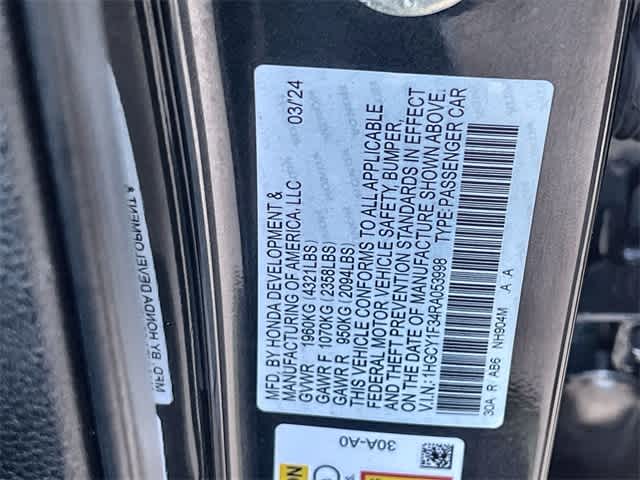 MFD. BY HONDA DEVELOPMENT &
MANUFACTURING OF AMERICA, LLC 03/'24
GVWR 1960KG (4321LBS)
GAWR F 1070KG (2358LBS)
GAWR R 950KG (2094LBS)
THIS VEHICLE CONFORMS TO ALL APPLICABLE
FEDERAL MOTOR VEHICLE SAFETY, BUMPER,
AND THEFT PREVENTION STANDARDS IN EFFECT
ON THE DATE OF MANUFACTURE SHOWN ABOVE.
V.I.N.: 1HGCY1F34RA053998 TYPE:PASSENGER CAR
30A R AB6 NH904M A A
30A-A0
MFD. BY HONDA DEVELOPMENT &